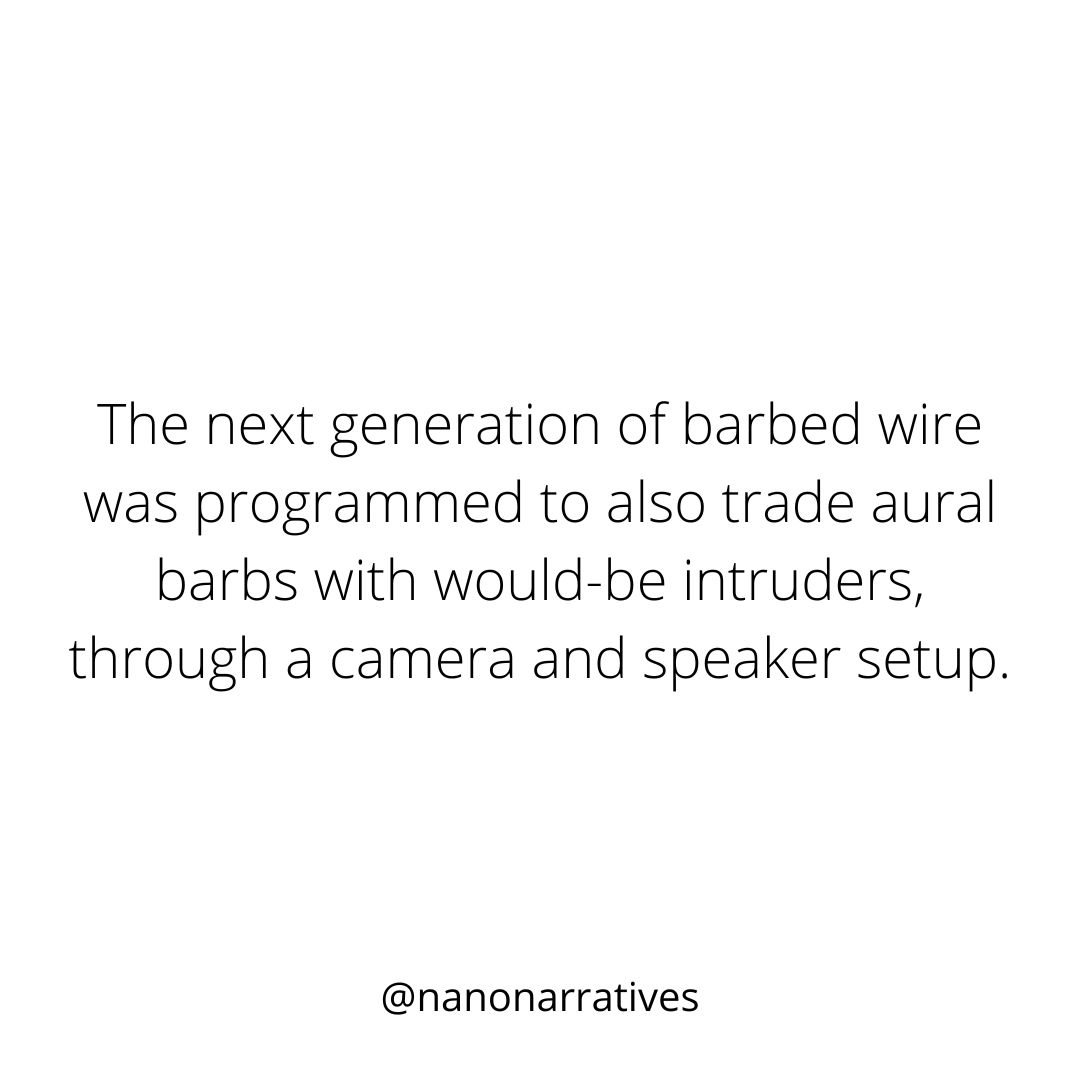 The next generation of barbed wire
was programmed to also trade aural
barbs with would-be intruders,
through a camera and speaker setup.
@nanonarratives